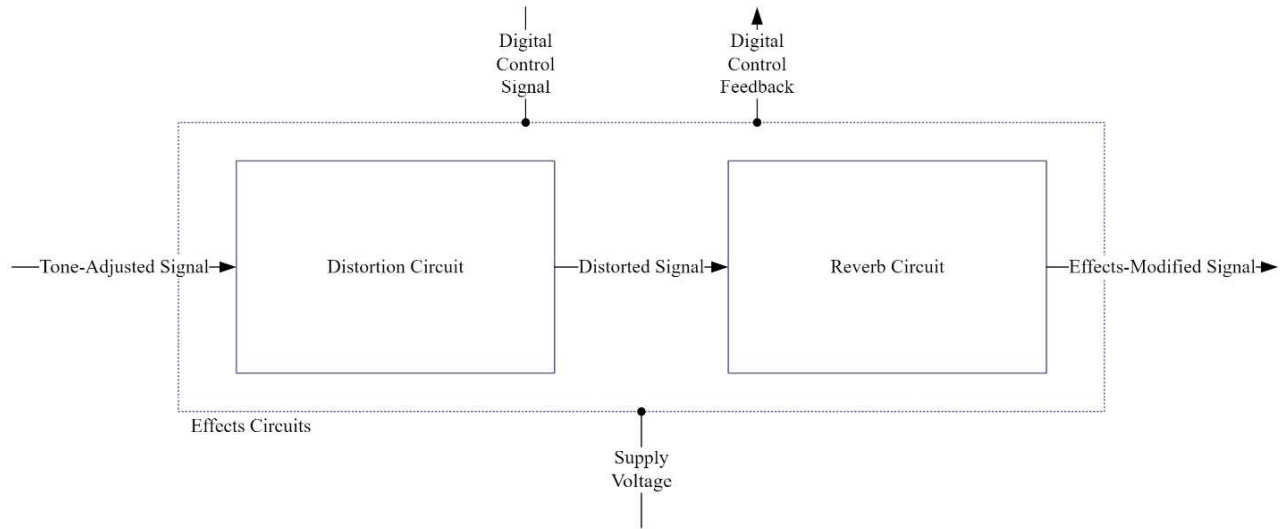 Digital
Control
Signal
Digital
Control
Feedback
Tone-Adjusted Signal
Distortion Circuit
Distorted Signal
Reverb Circuit
Effects-Modified Signal
Effects Circuits
Supply
Voltage